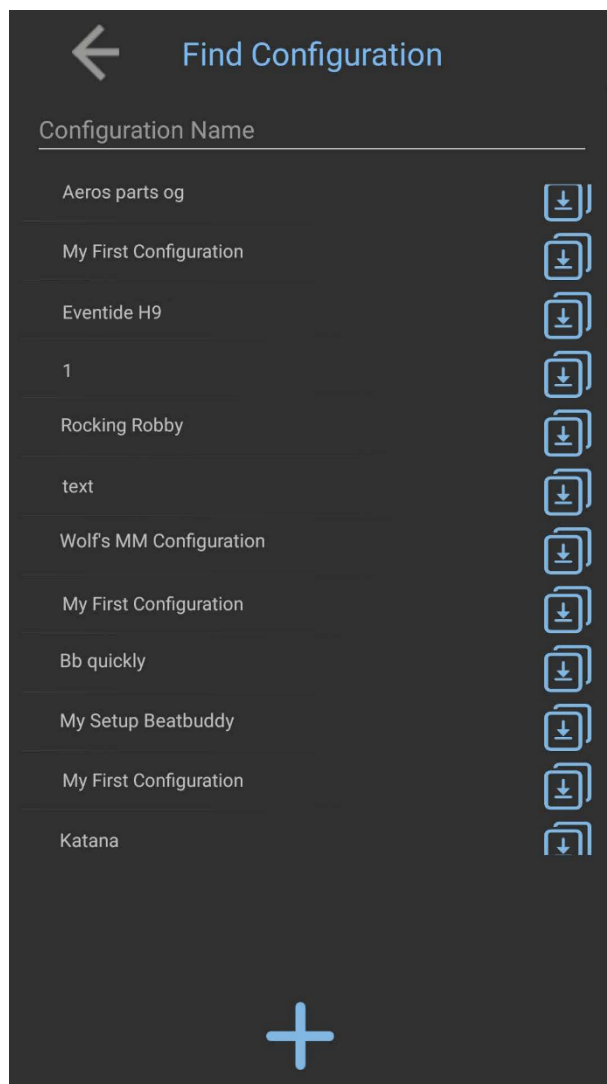 Find Configuration
Configuration Name
Aeros parts og
My First Configuration
Eventide H9
1
Rocking Robby
text
Wolf's MM Configuration
My First Configuration
Bb quickly
My Setup Beatbuddy
My First Configuration
Katana